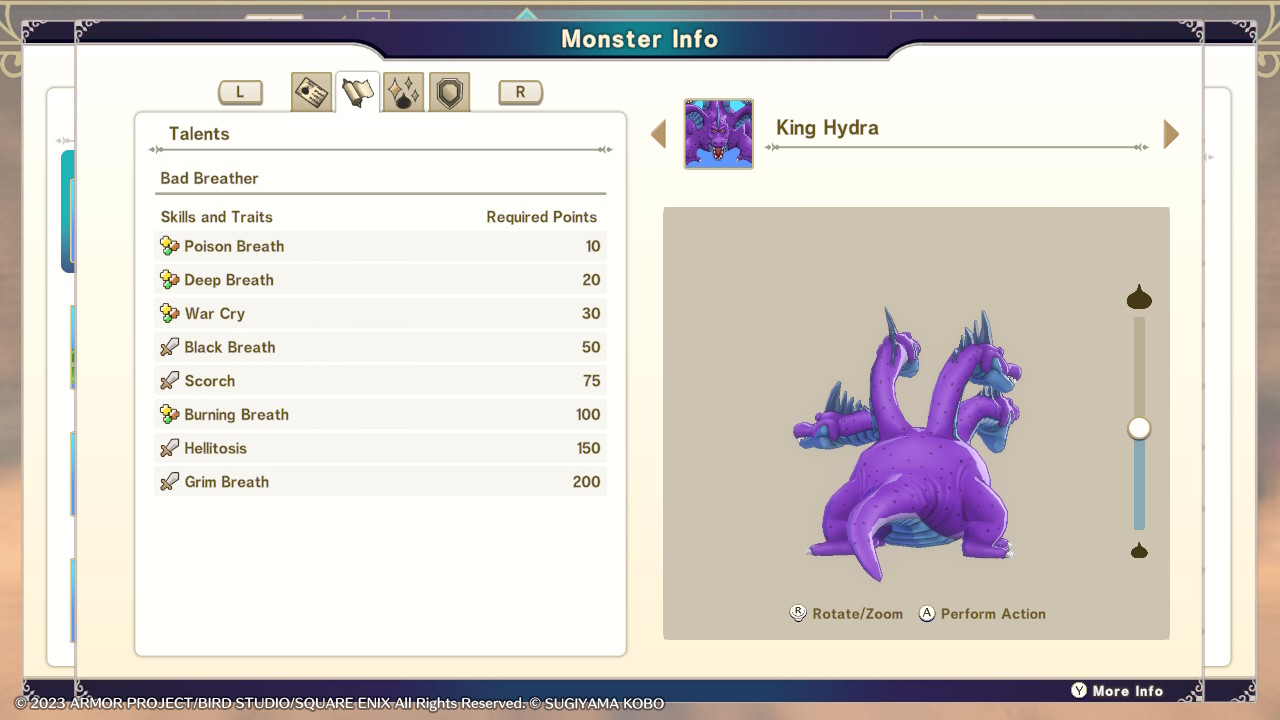 Monster Info
L
R
Talents
Bad Breather
Skills and Traits Required Points
Poison Breath 10
Deep Breath 20
War Cry 30
Black Breath 50
Scorch 75
Burning Breath 100
Hellitosis 150
Grim Breath 200
King Hydra
R Rotate/Zoom A Perform Action
Y More Info
© 2023 ARMOR PROJECT/BIRD STUDIO/SQUARE ENIX All Rights Reserved. © SUGIYAMA KOBO